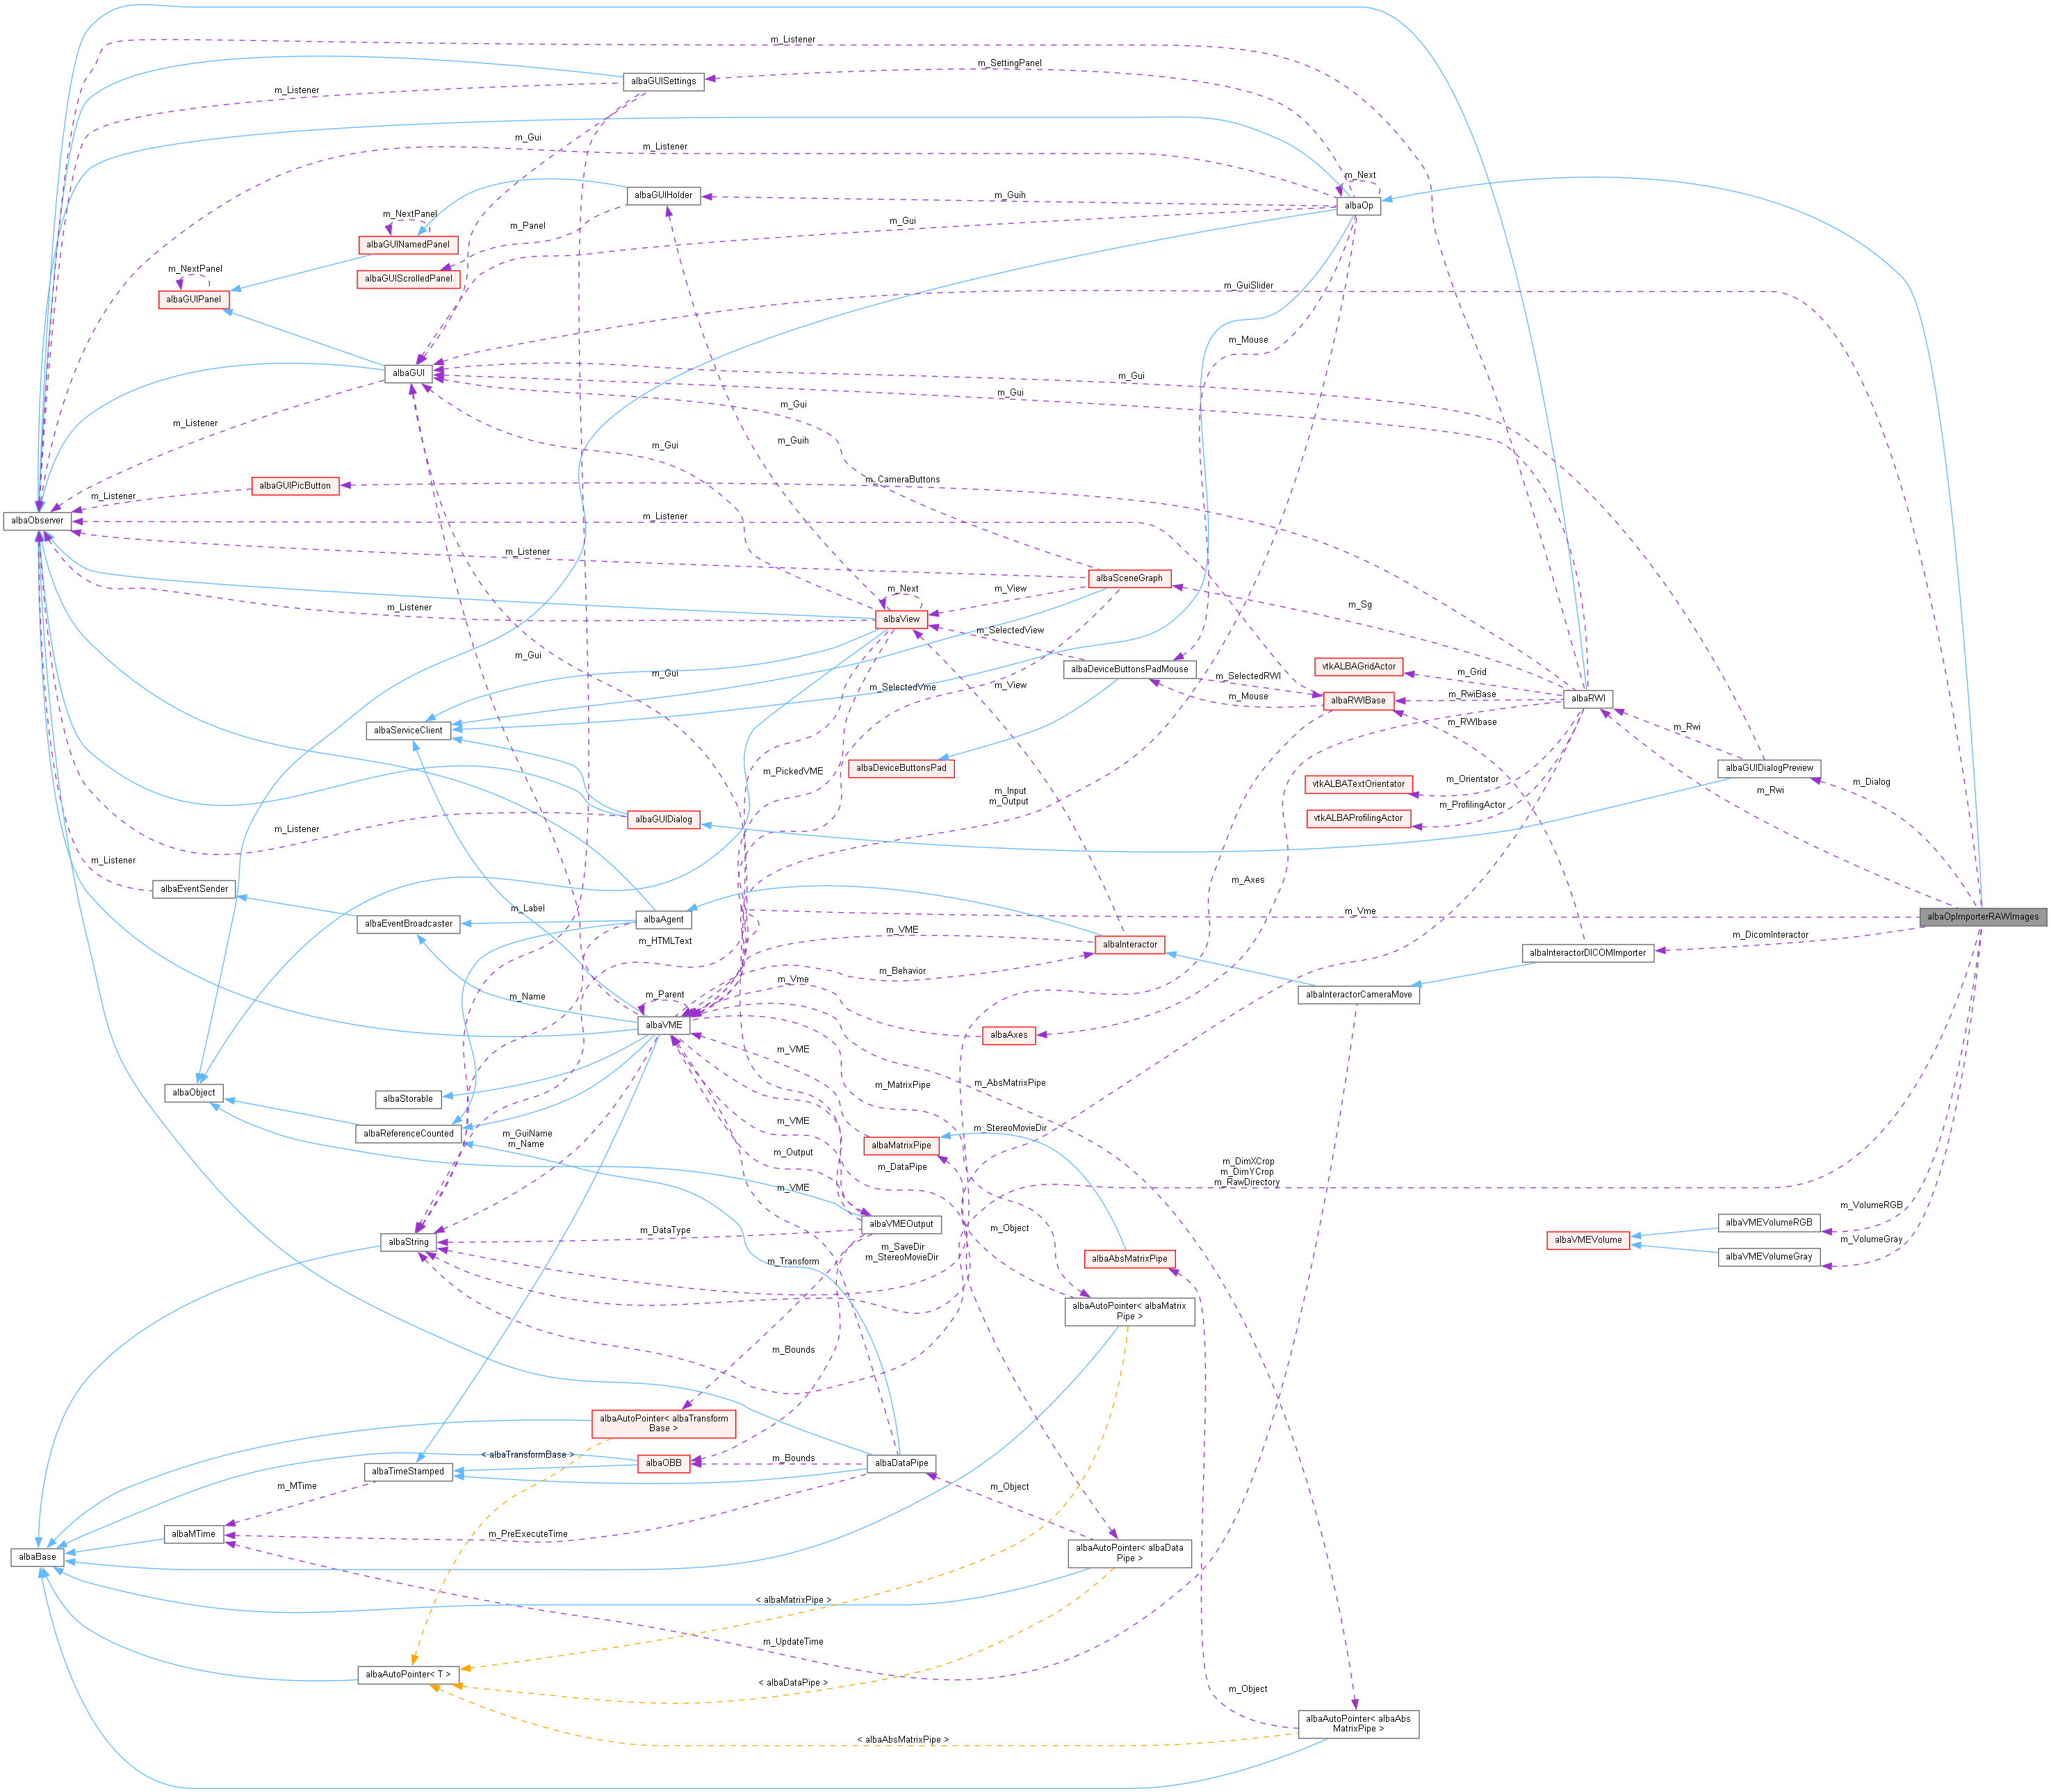 m_Listener
m_SettingPanel
albaGUISettings
m_Listener
m_Gui
m_Listener
m_Next
albaGUIHolder
m_Guih
albaOp
m_NextPanel
m_Panel
m_Gui
albaGUINamedPanel
m_NextPanel
albaGUIScrolledPanel
m_GuiSlider
albaGUIPanel
m_Mouse
albaGUI
m_Gui
m_Gui
m_Gui
m_Listener
m_Gui
m_Guih
m_CameraButtons
albaGUIPicButton
m_Listener
albaObserver
m_Listener
m_Listener
albaSceneGraph
m_Next
m_View
m_Listener
m_Sg
albaView
m_SelectedView
m_Gui
m_Gui
albaDeviceButtonsPadMouse
vtkALBAGridActor
m_Grid
m_SelectedRWI
m_SelectedVme
m_View
m_Mouse
albaRWIBase
m_RwiBase
albaRWI
m_RWIbase
m_Rwi
albaServiceClient
albaDeviceButtonsPad
m_PickedVME
albaGUIDialogPreview
vtkALBATextOrientator
m_Orientator
m_Dialog
m_Rwi
m_Input
m_Output
m_ProfilingActor
albaGUIDialog
vtkALBAProfilingActor
m_Listener
m_Listener
albaEventSender
m_Axes
m_Label
albaEventBroadcaster
albaAgent
m_Vme
albaOpImporterRAWImages
m_HTMLText
m_VME
albaInteractor
m_DicomInteractor
albaInteractorDICOMImporter
m_Behavior
m_Vme
m_Name
m_Parent
albaInteractorCameraMove
albaVME
albaAxes
m_VME
m_AbsMatrixPipe
m_MatrixPipe
albaObject
albaStorable
albaReferenceCounted
m_VME
m_GuiName
m_Name
m_StereoMovieDir
albaMatrixPipe
m_Output
m_DataPipe
m_DimXCrop
m_DimYCrop
m_RawDirectory
m_VME
m_VolumeRGB
albaVMEOutput
m_Object
albaVMEVolumeRGB
m_DataType
albaString
albaVMEVolume
m_VolumeGray
m_SaveDir
m_StereoMovieDir
m_Transform
albaAbsMatrixPipe
albaVMEVolumeGray
albaAutoPointer< albaMatrix
Pipe >
m_Bounds
albaAutoPointer< albaTransform
Base >
< albaTransformBase >
albaOBB
m_Bounds
albaDataPipe
albaTimeStamped
m_MTime
m_Object
albaMTime
m_PreExecuteTime
albaBase
albaAutoPointer< albaData
Pipe >
< albaMatrixPipe >
m_UpdateTime
albaAutoPointer< T >
< albaDataPipe >
m_Object
albaAutoPointer< albaAbs
MatrixPipe >
< albaAbsMatrixPipe >